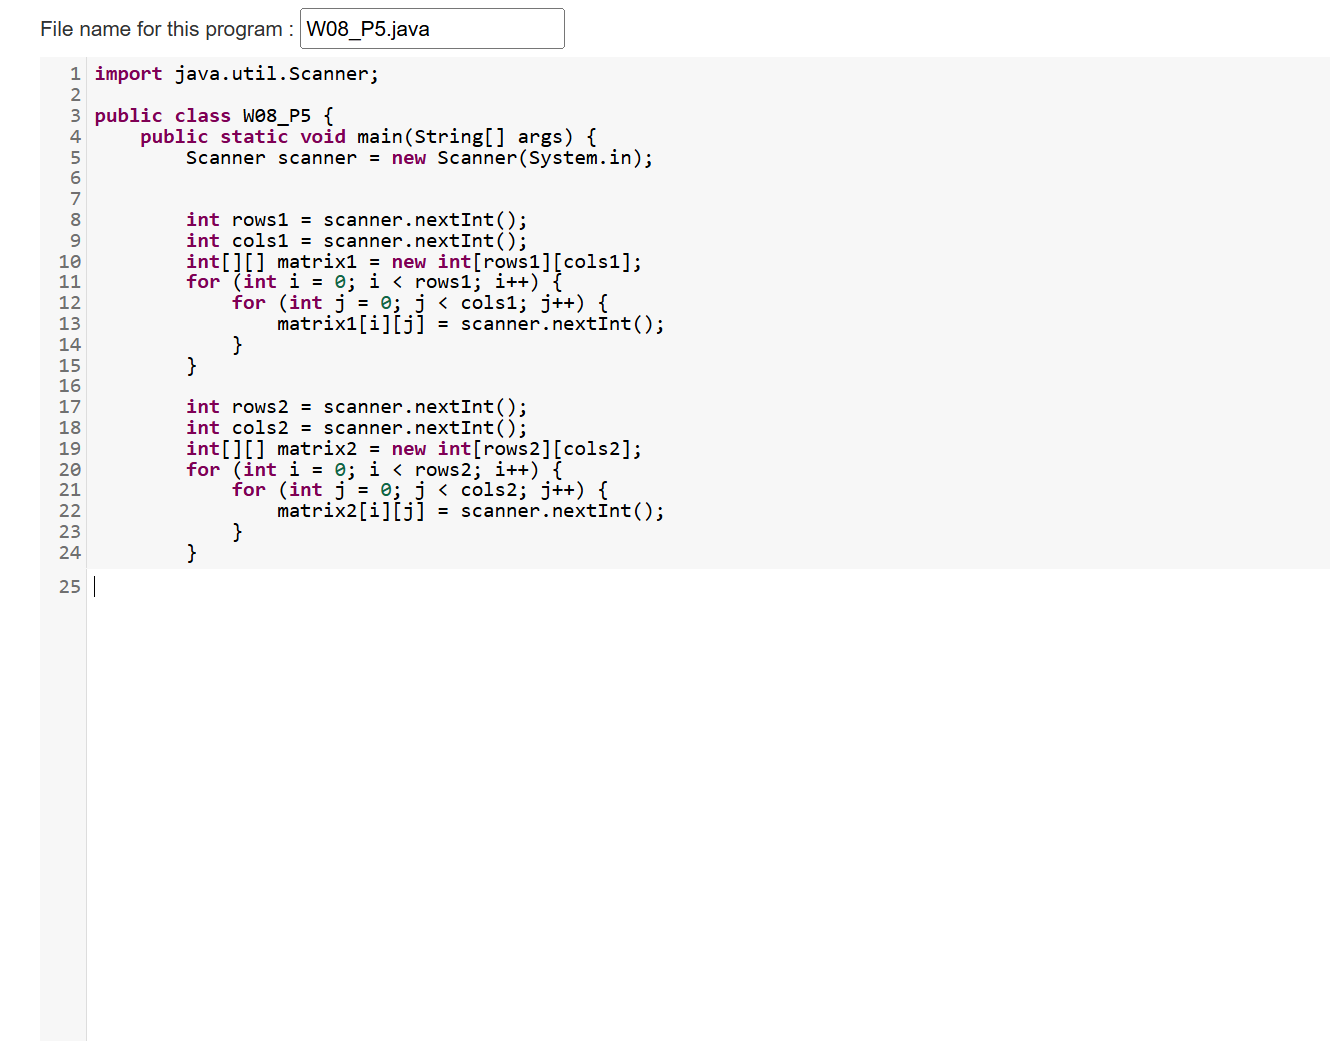 File name for this program : W08_P5.java
1 import java.util.Scanner;
2
3 public class W08_P5 {
4     public static void main(String[] args) {
5         Scanner scanner = new Scanner(System.in);
6
7
8         int rows1 = scanner.nextInt();
9         int cols1 = scanner.nextInt();
10         int[][] matrix1 = new int[rows1][cols1];
11         for (int i = 0; i < rows1; i++) {
12             for (int j = 0; j < cols1; j++) {
13                 matrix1[i][j] = scanner.nextInt();
14             }
15         }
16
17         int rows2 = scanner.nextInt();
18         int cols2 = scanner.nextInt();
19         int[][] matrix2 = new int[rows2][cols2];
20         for (int i = 0; i < rows2; i++) {
21             for (int j = 0; j < cols2; j++) {
22                 matrix2[i][j] = scanner.nextInt();
23             }
24         }
25